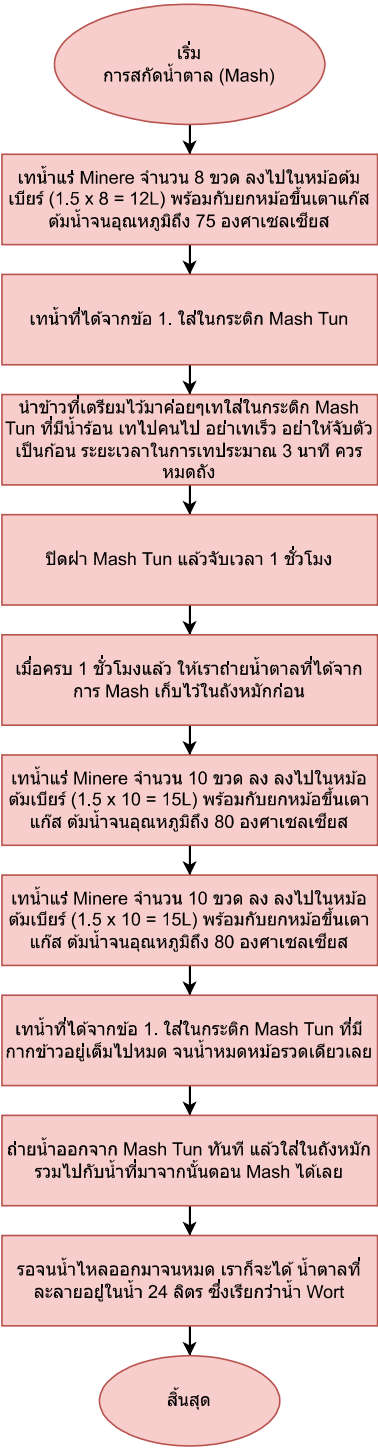 เริ่ม
การสกัดน้ำตาล (Mash)
เทน้ำแร่ Minere จำนวน 8 ขวด ลงไปในหม้อต้ม
เบียร์ (1.5 x 8 = 12L) พร้อมกับยกหม้อขึ้นเตาแก๊ส
ต้มน้ำจนอุณหภูมิถึง 75 องศาเซลเซียส
เทน้ำที่ได้จากข้อ 1. ใส่ในกระติก Mash Tun
นำข้าวที่เตรียมไว้มาค่อยๆเทใส่ในกระติก Mash
Tun ที่มีน้ำร้อน เทไปคนไป อย่าเทเร็ว อย่าให้จับตัว
เป็นก้อน ระยะเวลาในการเทประมาณ 3 นาที ควร
หมดถัง
ปิดฝา Mash Tun แล้วจับเวลา 1 ชั่วโมง
เมื่อครบ 1 ชั่วโมงแล้ว ให้เราถ่ายน้ำตาลที่ได้จาก
การ Mash เก็บไว้ในถังหมักก่อน
เทน้ำแร่ Minere จำนวน 10 ขวด ลง ลงไปในหม้อ
ต้มเบียร์ (1.5 x 10 = 15L) พร้อมกับยกหม้อขึ้นเตา
แก๊ส ต้มน้ำจนอุณหภูมิถึง 80 องศาเซลเซียส
เทน้ำแร่ Minere จำนวน 10 ขวด ลง ลงไปในหม้อ
ต้มเบียร์ (1.5 x 10 = 15L) พร้อมกับยกหม้อขึ้นเตา
แก๊ส ต้มน้ำจนอุณหภูมิถึง 80 องศาเซลเซียส
เทน้ำที่ได้จากข้อ 1. ใส่ในกระติก Mash Tun ที่มี
กากข้าวอยู่เต็มไปหมด จนน้ำหมดหม้อรวดเดียวเลย
ถ่ายน้ำออกจาก Mash Tun ทันที แล้วใส่ในถังหมัก
รวมไปกับน้ำที่มาจากนั้นตอน Mash ได้เลย
รอจนน้ำไหลออกมาจนหมด เราก็จะได้ น้ำตาลที่
ละลายอยู่ในน้ำ 24 ลิตร ซึ่งเรียกว่าน้ำ Wort
สิ้นสุด